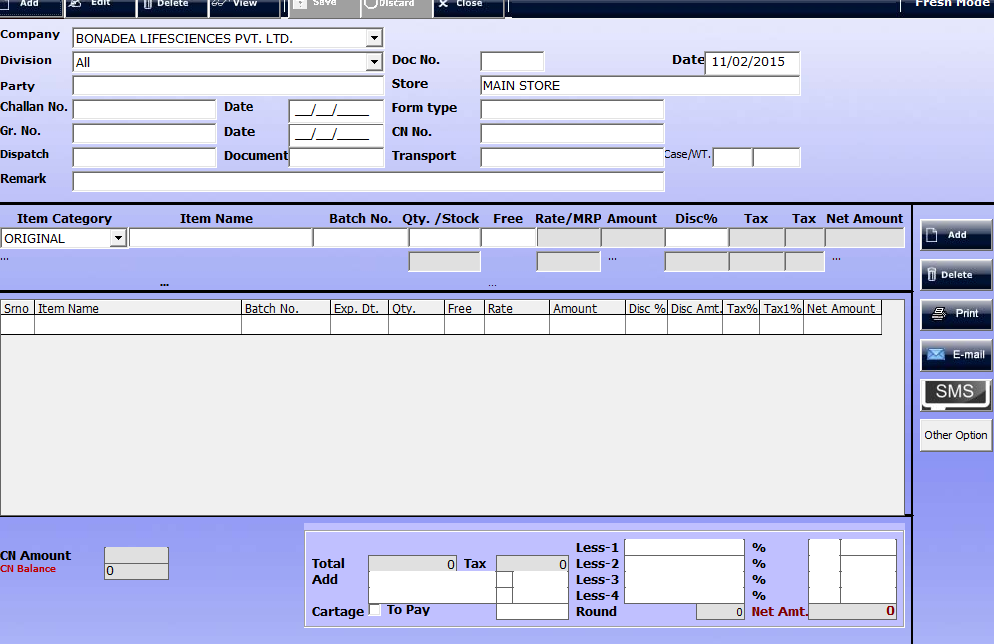 Add Edit Delete View Save Discard Close Fresh Mode
Company BONADEA LIFESCIENCES PVT. LTD.
Division All Doc No. Date 11/02/2015
Party Store MAIN STORE
Challan No. Date __/__/____ Form type
Gr. No. Date __/__/____ CN No.
Dispatch Document Transport Case/WT.
Remark
Item Category Item Name Batch No. Qty. /Stock Free Rate/MRP Amount Disc% Tax Tax Net Amount
ORIGINAL
... ... ...
... ...
Srno Item Name Batch No. Exp. Dt. Qty. Free Rate Amount Disc % Disc Amt. Tax% Tax1% Net Amount
Add
Delete
Print
E-mail
SMS
Other Option
CN Amount
CN Balance 0
Less-1 %
Total 0 Tax 0 Less-2 %
Add Less-3 %
Less-4 %
Cartage To Pay Round 0 Net Amt. 0